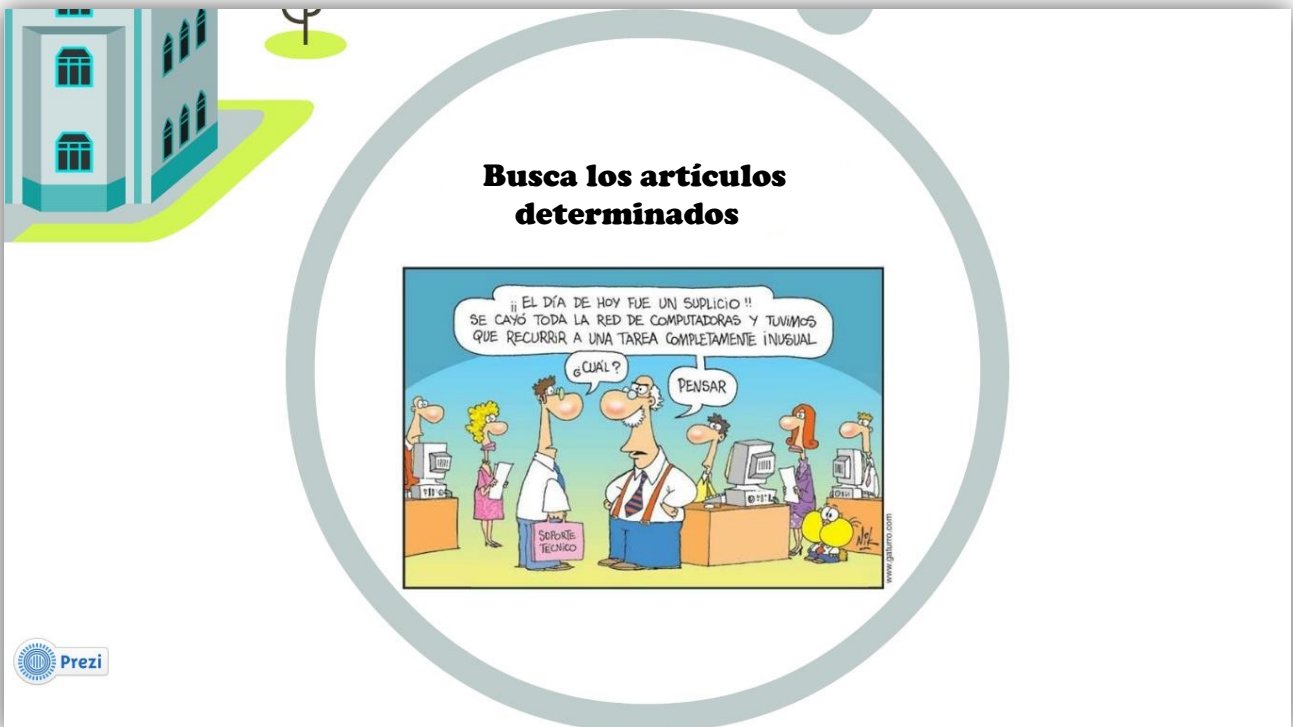 Busca los artículos
determinados
¡¡ EL DÍA DE HOY FUE UN SUPLICIO !!
SE CAYÓ TODA LA RED DE COMPUTADORAS Y TUVIMOS
QUE RECURRIR A UNA TAREA COMPLETAMENTE INUSUAL
¿CUÁL?
PENSAR
SOPORTE
TECNICO
Nik
www.gaturro.com
Prezi